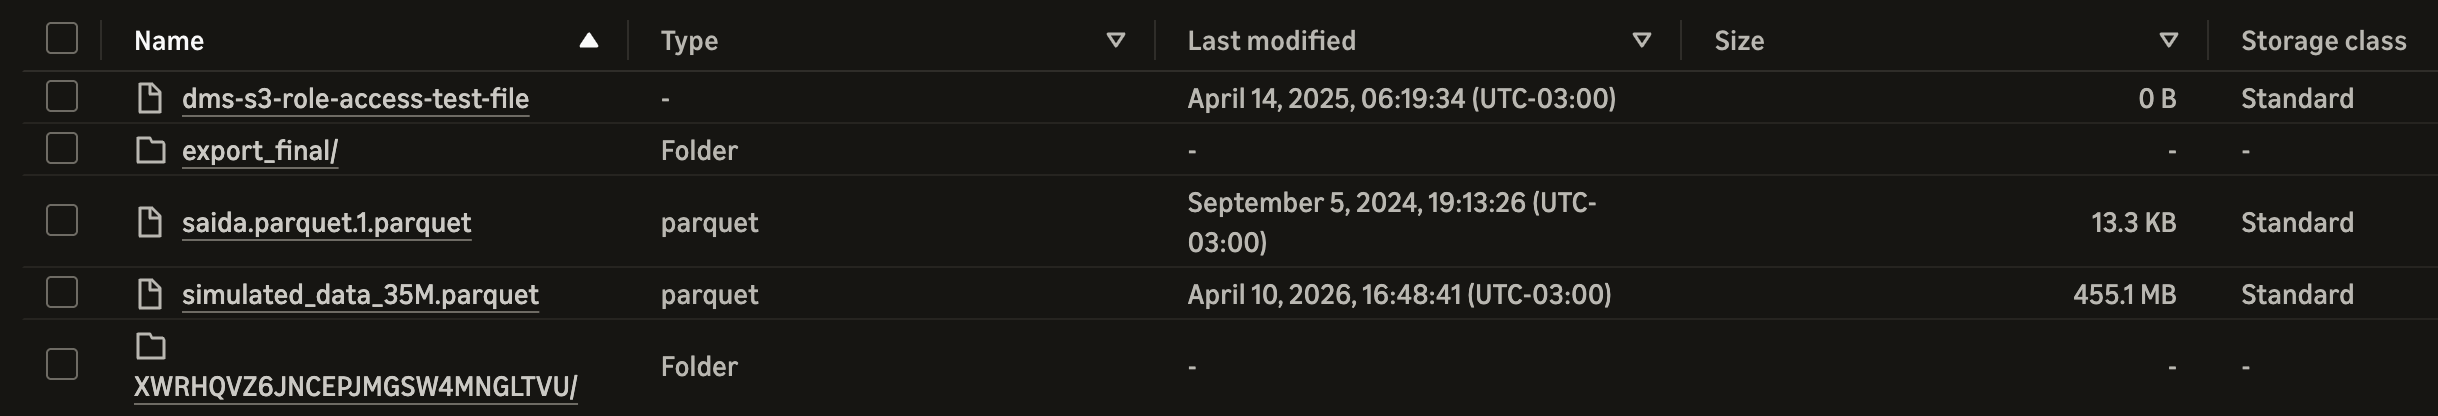 Name Type Last modified Size Storage class
dms-s3-role-access-test-file - April 14, 2025, 06:19:34 (UTC-03:00) 0 B Standard
export_final/ Folder - - -
saida.parquet.1.parquet parquet September 5, 2024, 19:13:26 (UTC-
03:00) 13.3 KB Standard
simulated_data_35M.parquet parquet April 10, 2026, 16:48:41 (UTC-03:00) 455.1 MB Standard
XWRHQVZ6JNCEPJMGSW4MNGLTVU/ Folder - - -